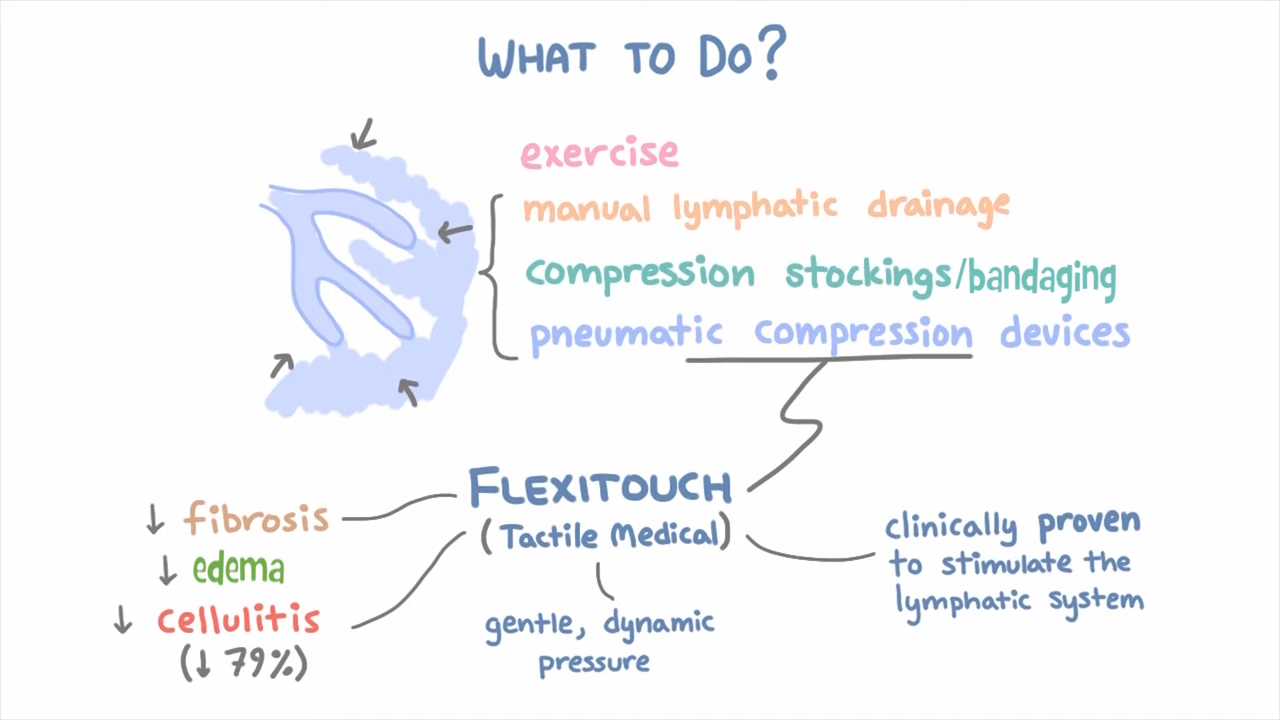 WHAT TO DO?
exercise
manual lymphatic drainage
compression stockings/bandaging
pneumatic compression devices
FLEXITOUCH
(Tactile Medical)
↓ fibrosis
↓ edema
↓ cellulitis
(↓ 79%)
gentle, dynamic
pressure
clinically proven
to stimulate the
lymphatic system